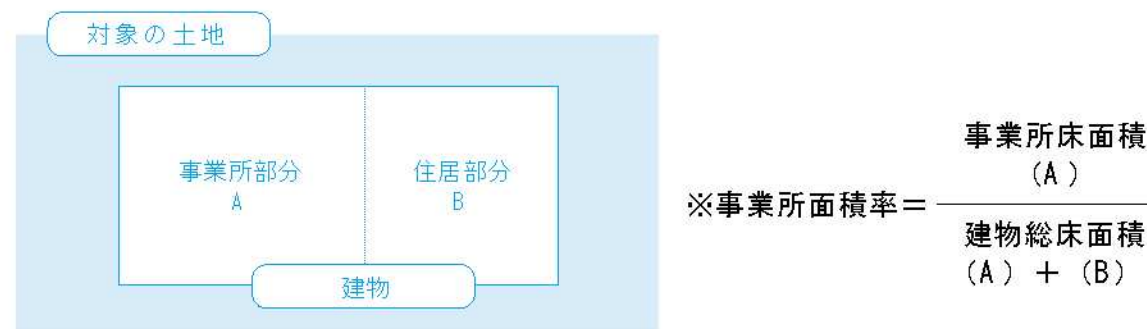 対象の土地
事業所部分
A
住居部分
B
建物
※事業所面積率＝
事業所床面積
（A）
建物総床面積
（A）＋（B）